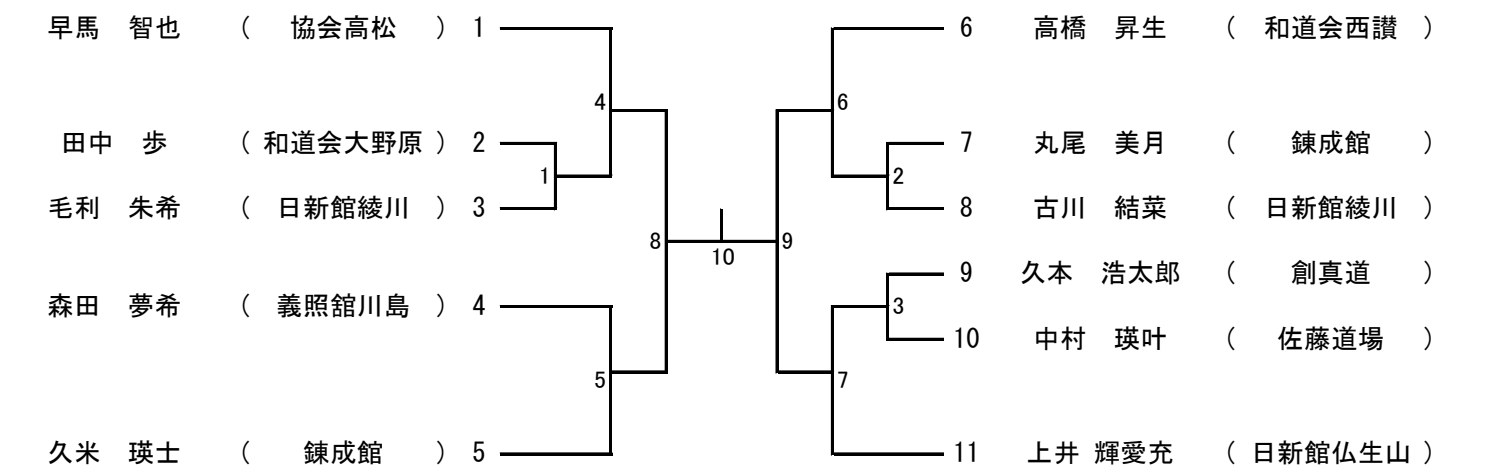 早馬 智也 ( 協会高松 ) 1
田中 歩 ( 和道会大野原 ) 2
毛利 朱希 ( 日新館綾川 ) 3
森田 夢希 ( 義照舘川島 ) 4
久米 瑛士 ( 錬成館 ) 5
4
1
8
5
10
9
6
2
3
7
6 高橋 昇生 ( 和道会西讃 )
7 丸尾 美月 ( 錬成館 )
8 古川 結菜 ( 日新館綾川 )
9 久本 浩太郎 ( 創真道 )
10 中村 瑛叶 ( 佐藤道場 )
11 上井 輝愛充 ( 日新館仏生山 )